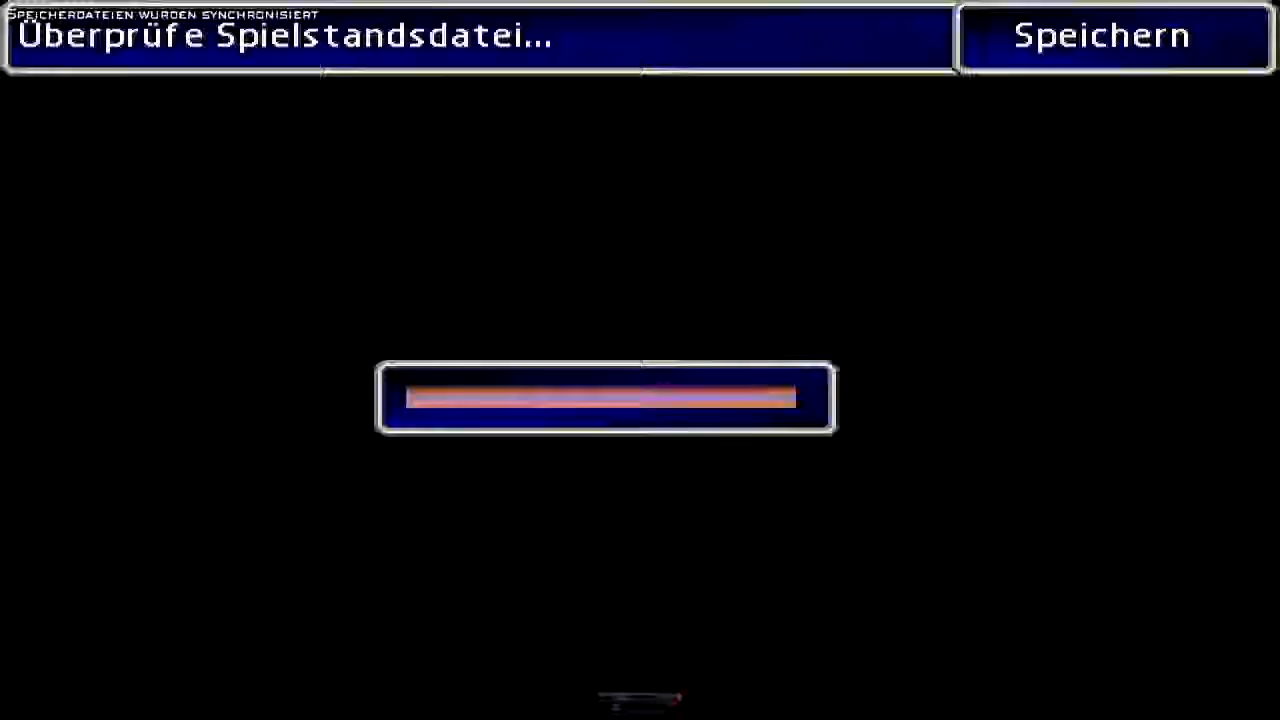 SPEICHERDATEIEN WURDEN SYNCHRONISIERT
Überprüfe Spielstandsdatei...
Speichern